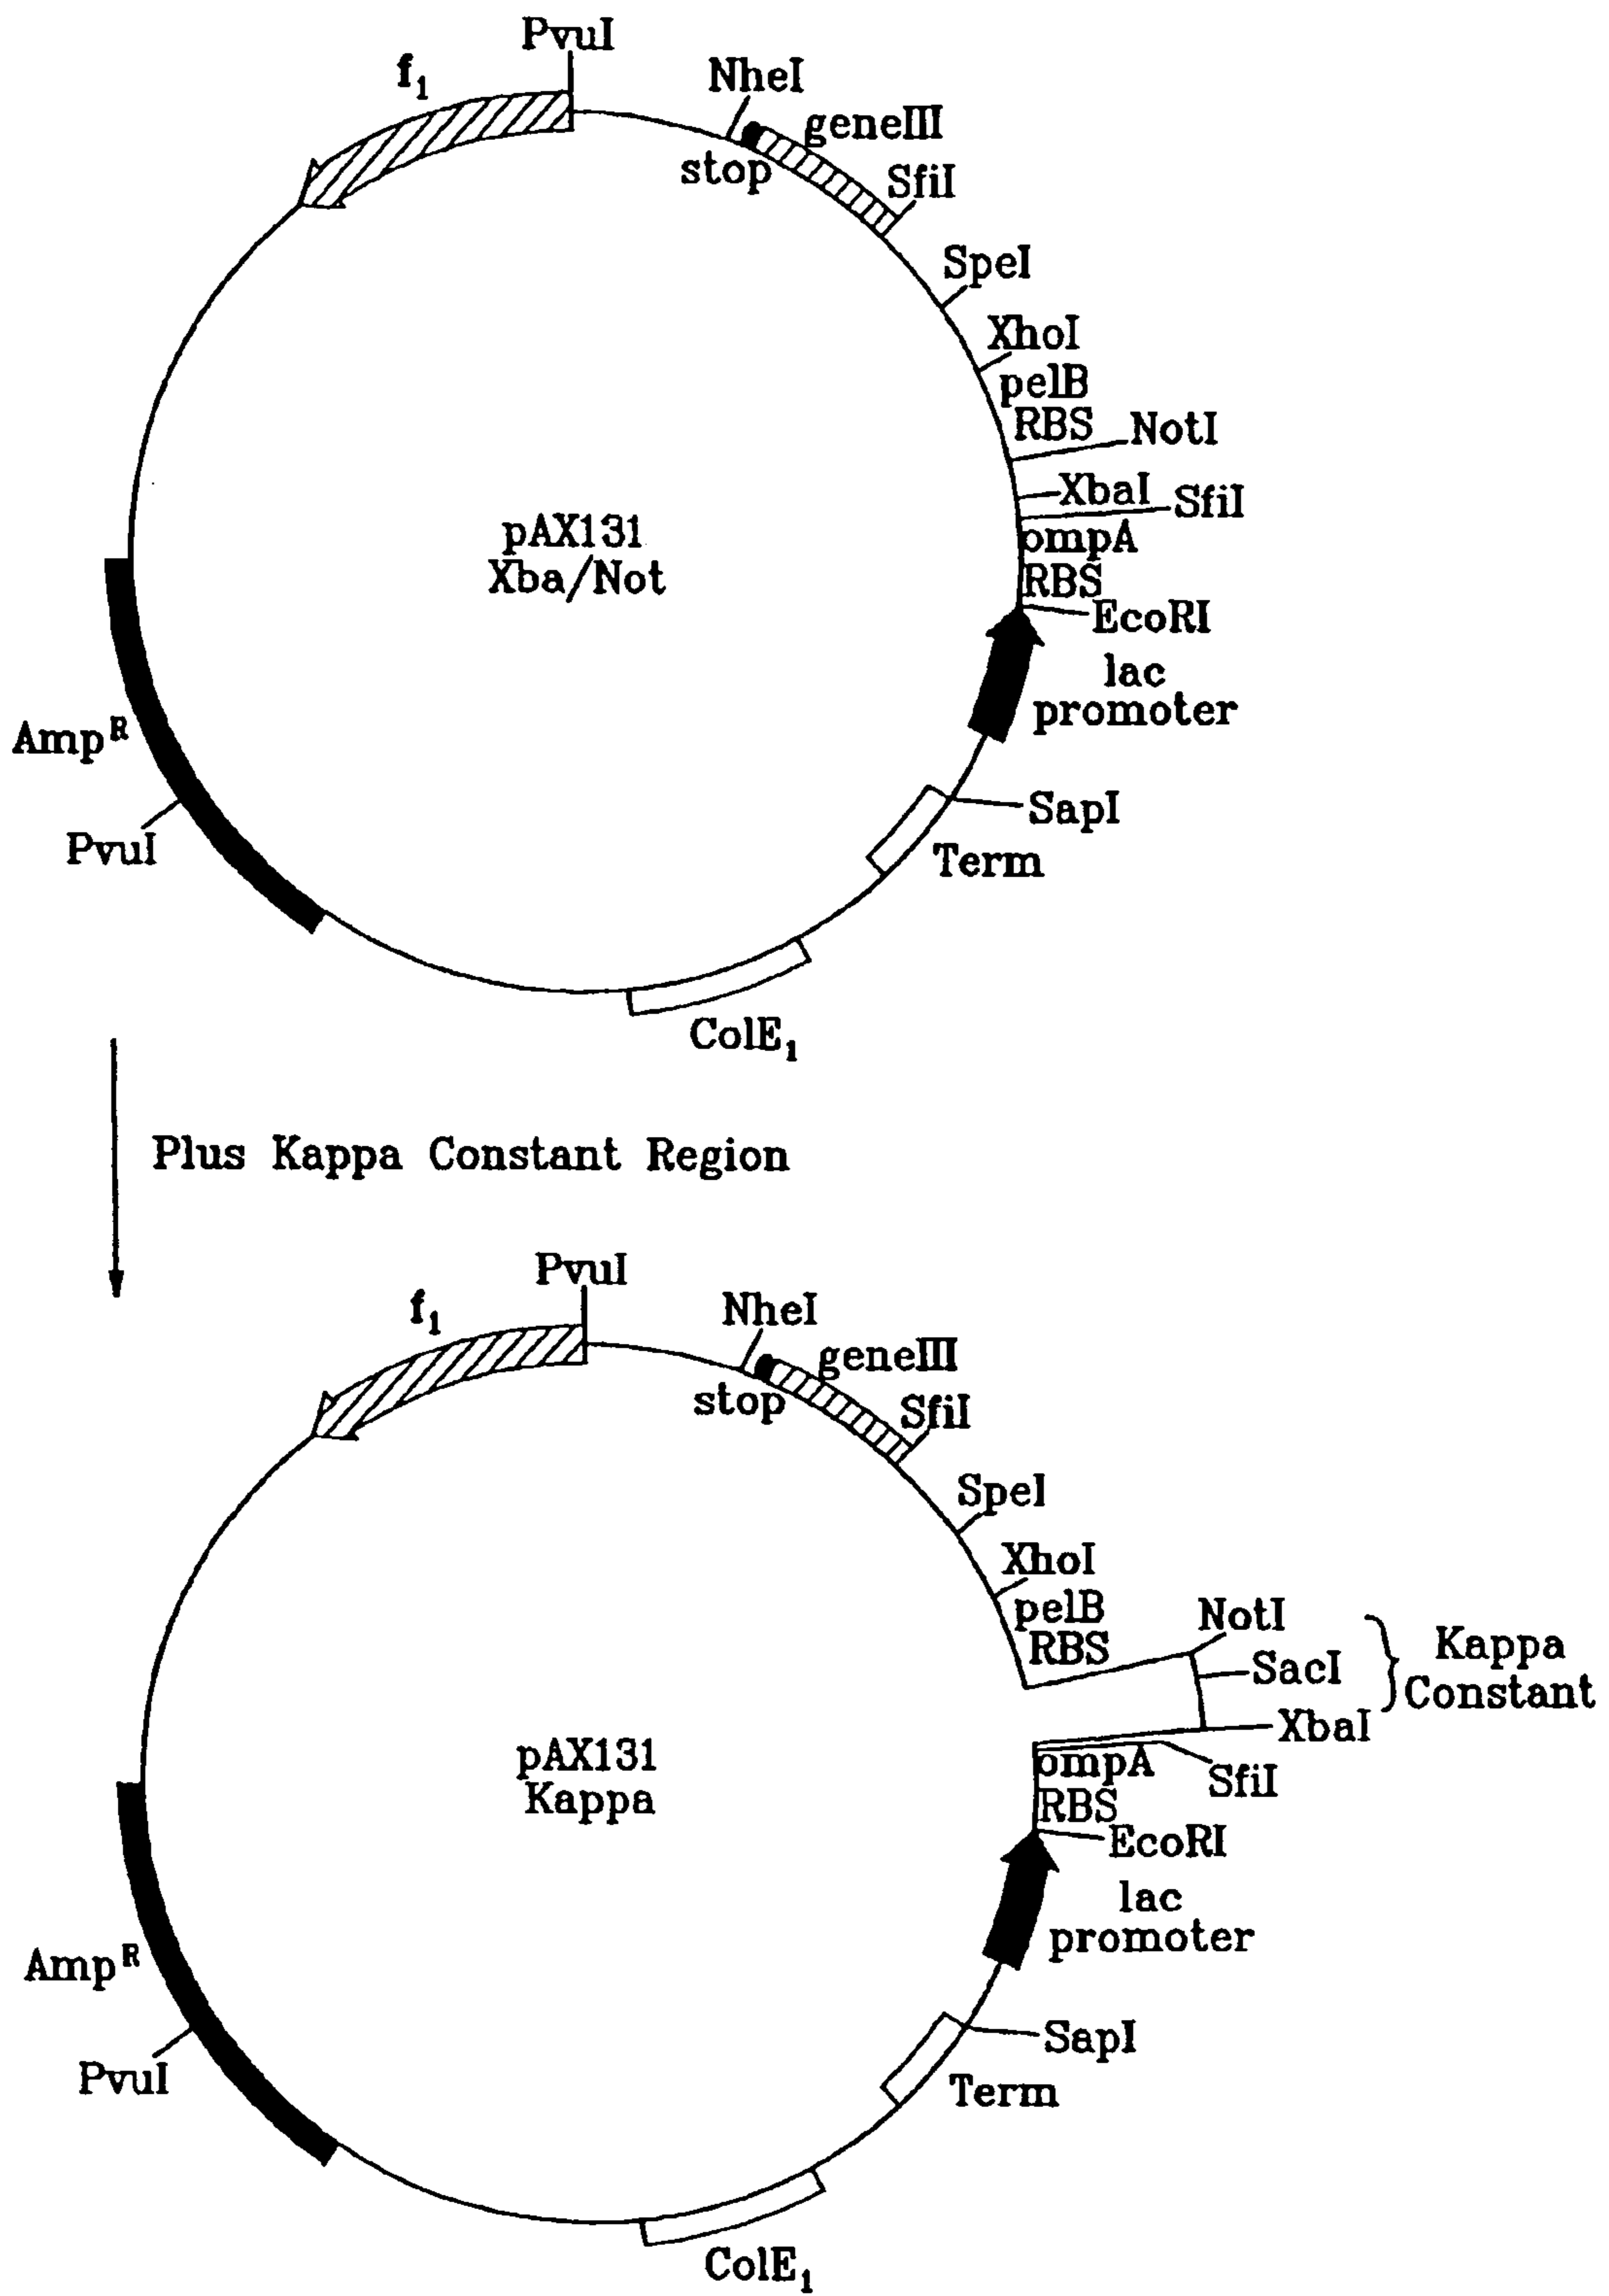 PvuI
f₁
NheI
geneIII
stop
SfiI
SpeI
XhoI
pelB
RBS
NotI
XbaI
SfiI
pAX131
Xba/Not
ompA
RBS
EcoRI
lac
promoter
Ampᴿ
SapI
PvuI
Term
ColE₁
Plus Kappa Constant Region
PvuI
f₁
NheI
geneIII
stop
SfiI
SpeI
XhoI
pelB
RBS
NotI
SacI
Kappa
Constant
XbaI
pAX131
Kappa
ompA
SfiI
RBS
EcoRI
lac
promoter
Ampᴿ
SapI
PvuI
Term
ColE₁